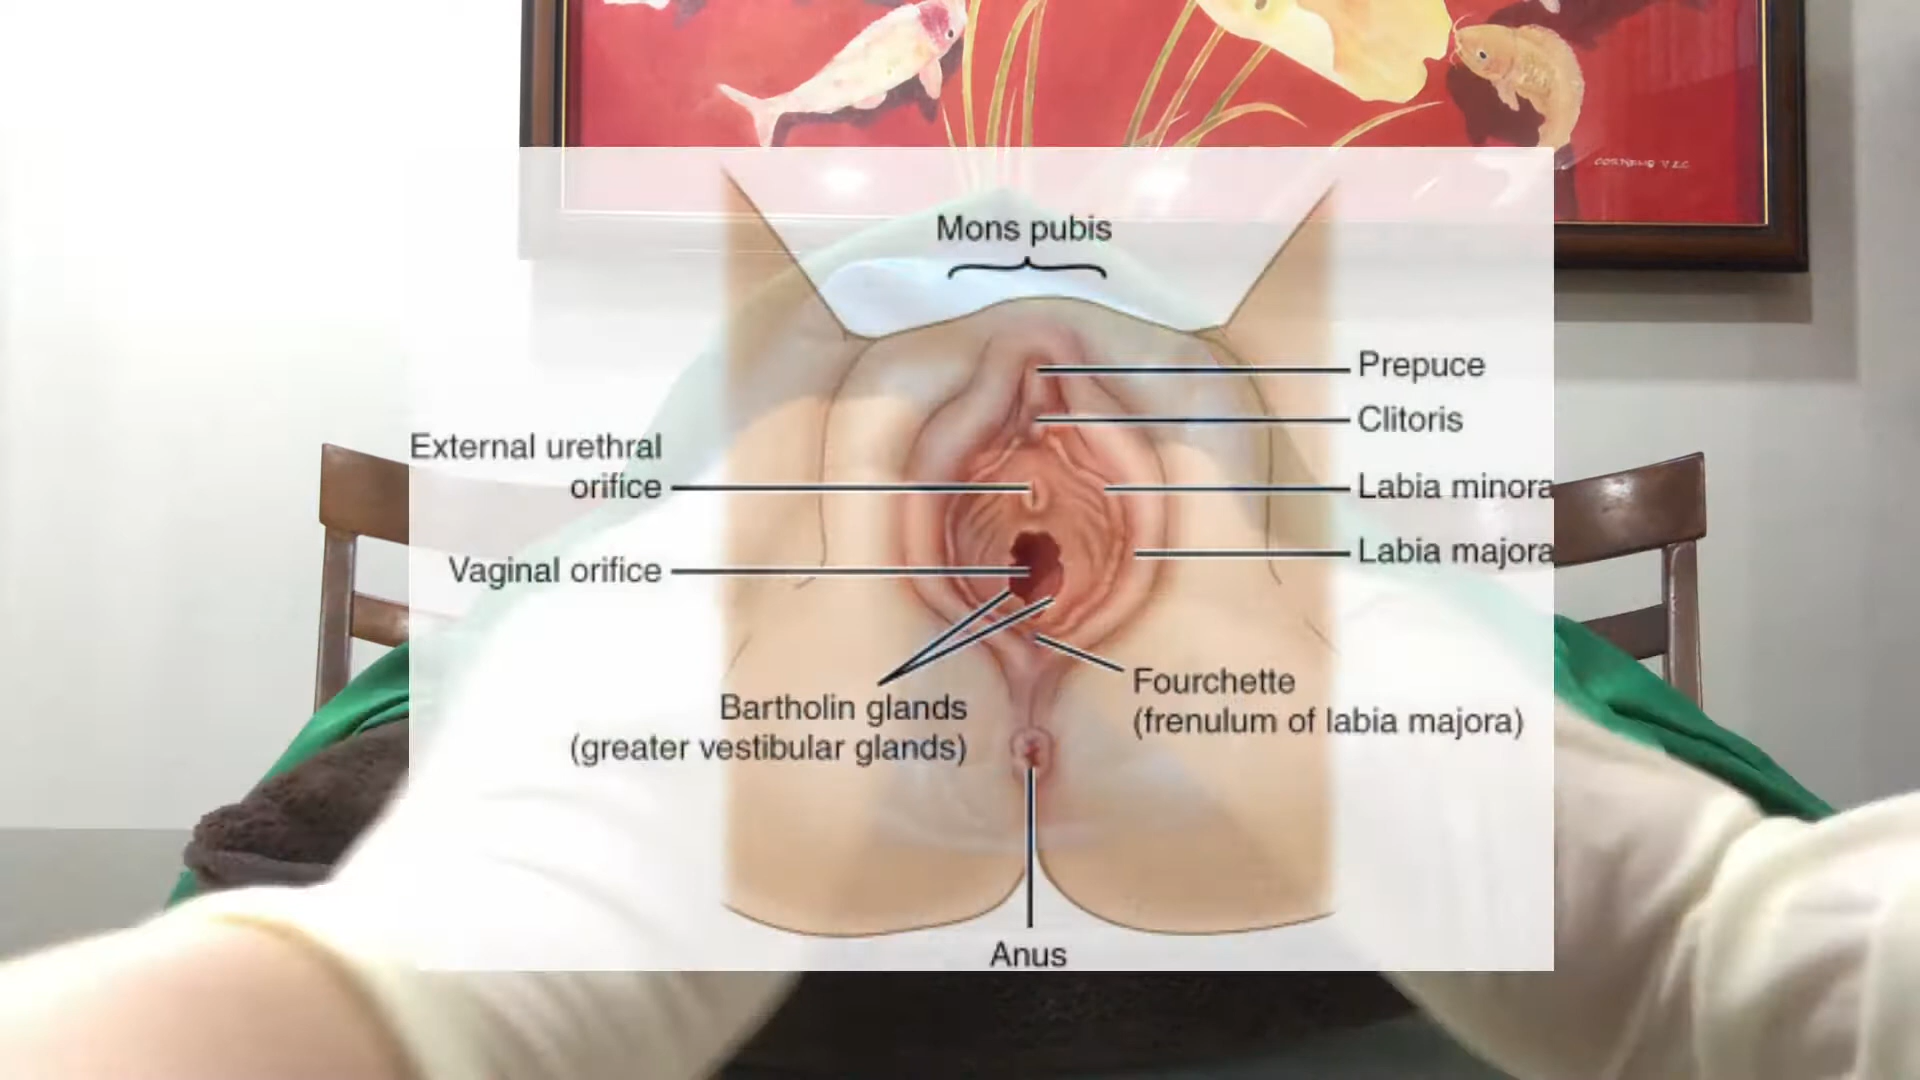 Mons pubis
Prepuce
Clitoris
External urethral
orifice
Labia minora
Vaginal orifice
Labia majora
Bartholin glands
(greater vestibular glands)
Fourchette
(frenulum of labia majora)
Anus